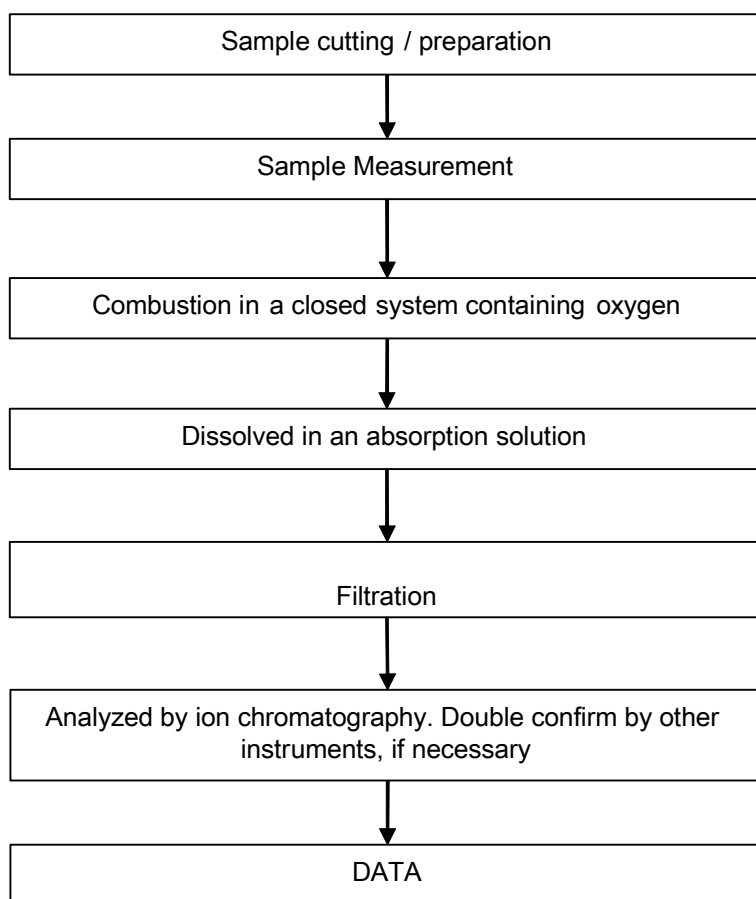 Sample cutting / preparation
Sample Measurement
Combustion in a closed system containing oxygen
Dissolved in an absorption solution
Filtration
Analyzed by ion chromatography. Double confirm by other
instruments, if necessary
DATA